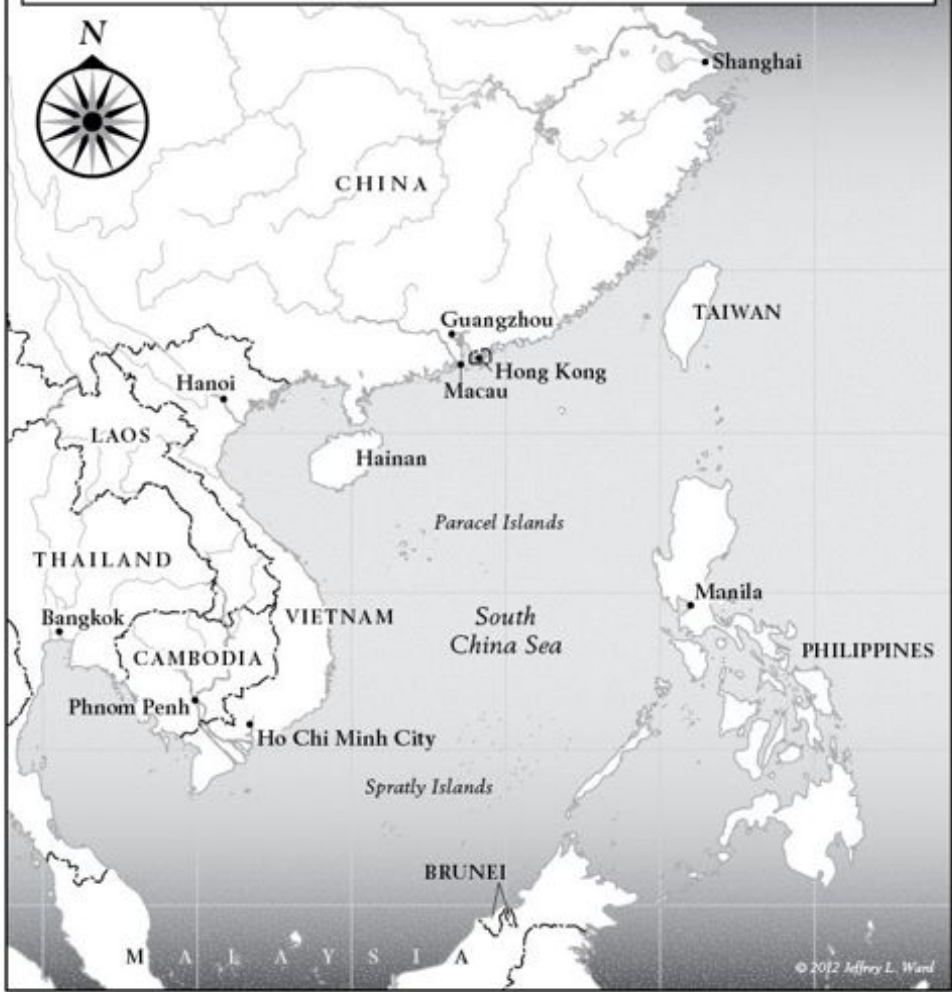 N
Shanghai
CHINA
TAIWAN
Guangzhou
Hong Kong
Macau
Hanoi
LAOS
Hainan
Paracel Islands
THAILAND
Manila
Bangkok
VIETNAM
South
China Sea
PHILIPPINES
CAMBODIA
Phnom Penh
Ho Chi Minh City
Spratly Islands
BRUNEI
MALAYSIA
© 2012 Jeffrey L. Ward